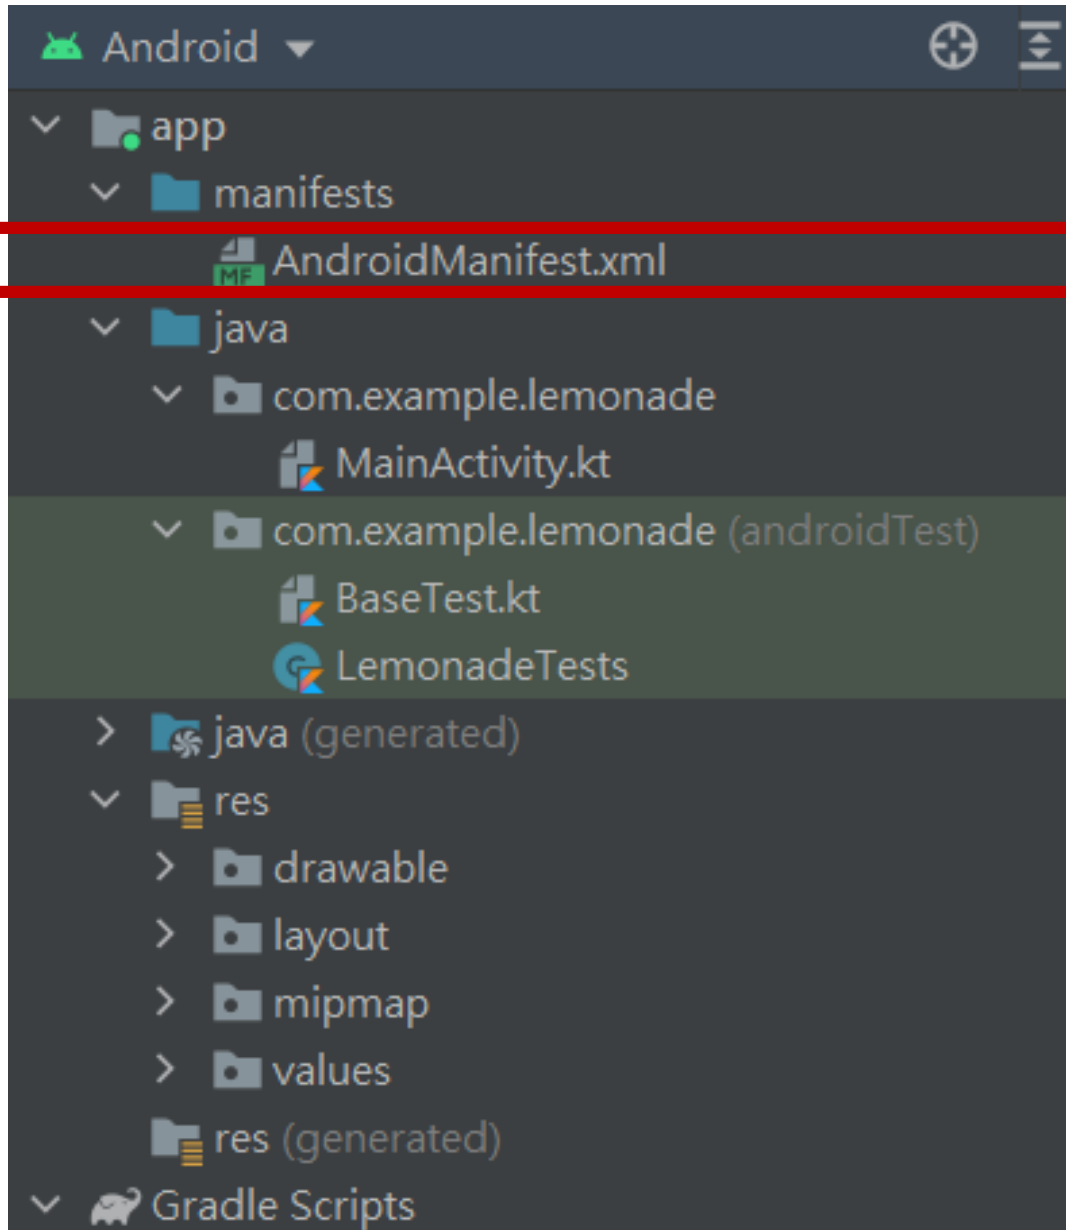 Android
app
manifests
MF AndroidManifest.xml
java
com.example.lemonade
MainActivity.kt
com.example.lemonade (androidTest)
BaseTest.kt
LemonadeTests
java (generated)
res
drawable
layout
mipmap
values
res (generated)
Gradle Scripts